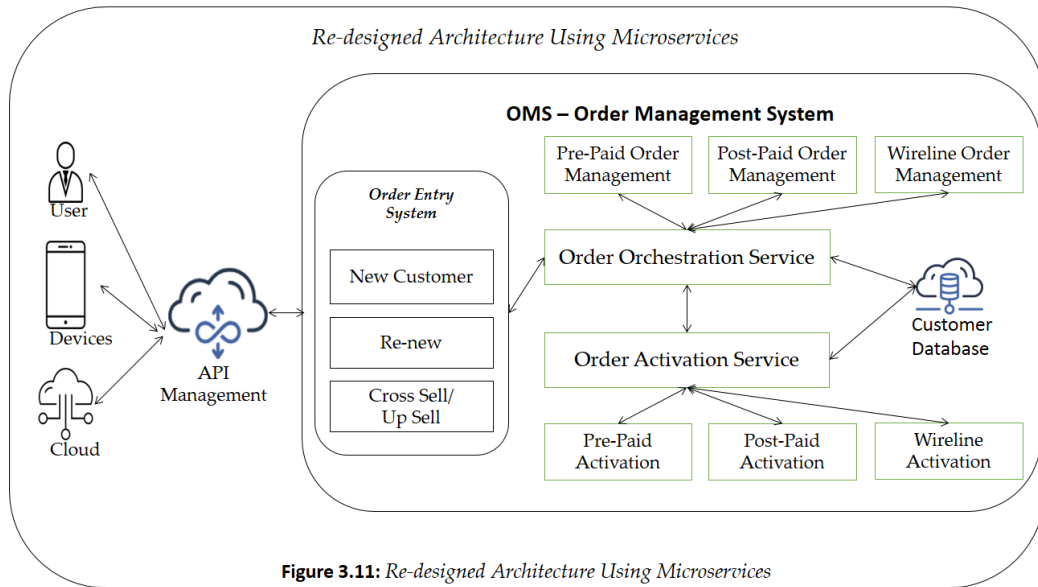 Re-designed Architecture Using Microservices
OMS – Order Management System
User
Devices
Cloud
API
Management
Order Entry
System
New Customer
Re-new
Cross Sell/
Up Sell
Pre-Paid Order
Management
Post-Paid Order
Management
Wireline Order
Management
Order Orchestration Service
Order Activation Service
Customer
Database
Pre-Paid
Activation
Post-Paid
Activation
Wireline
Activation
Figure 3.11: Re-designed Architecture Using Microservices